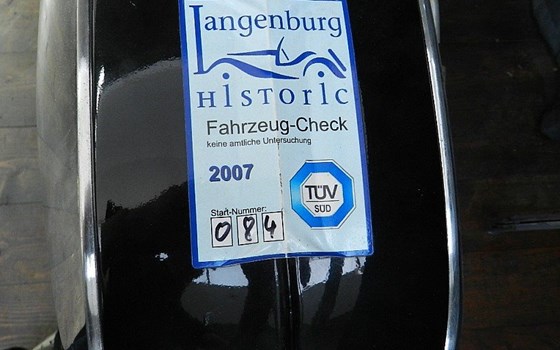 Langenburg
HISTORIC
Fahrzeug-Check
keine amtliche Untersuchung
2007
TÜV
SÜD
Start-Nummer:
084